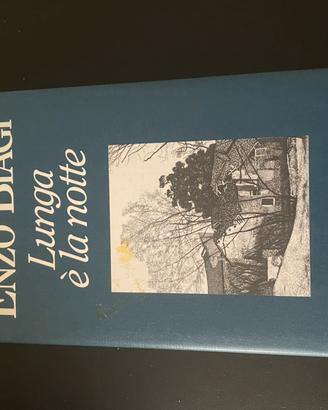 ENZO BIAGI
Lunga
è la notte